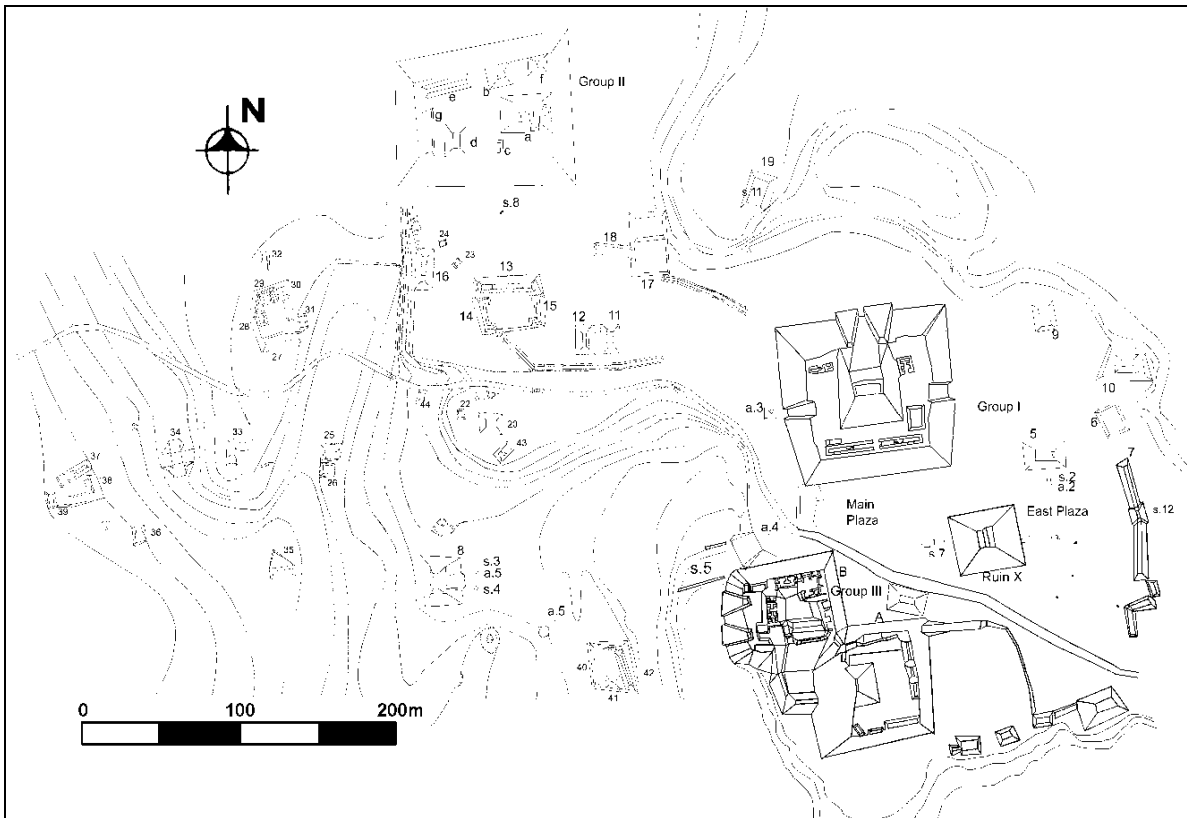 N
Group II
e
b
f
g
a
d
c
s.8
19
s.11
24
23
18
16
13
17
32
29
30
31
28
27
14
15
12
11
9
10
a.3
Group I
6
44
22
20
43
5
s.2
a.2
7
s.12
34
33
25
26
37
38
39
36
35
Main
Plaza
East Plaza
a.4
s.7
Ruin X
8
s.3
a.5
s.4
s.5
B
Group III
A
a.5
40
41
42
0
100
200m